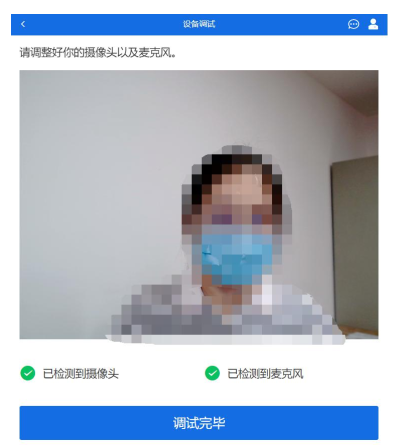 设备调试
请调整好你的摄像头以及麦克风。
已检测到摄像头
已检测到麦克风
调试完毕